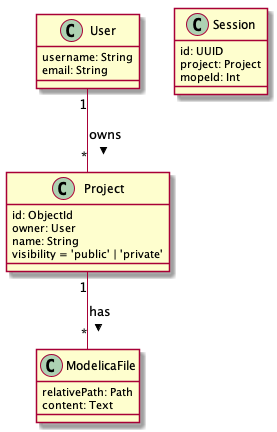 C User
username: String
email: String
C Session
id: UUID
project: Project
mopeId: Int
1
owns
*
C Project
id: ObjectId
owner: User
name: String
visibility = 'public' | 'private'
1
has
*
C ModelicaFile
relativePath: Path
content: Text